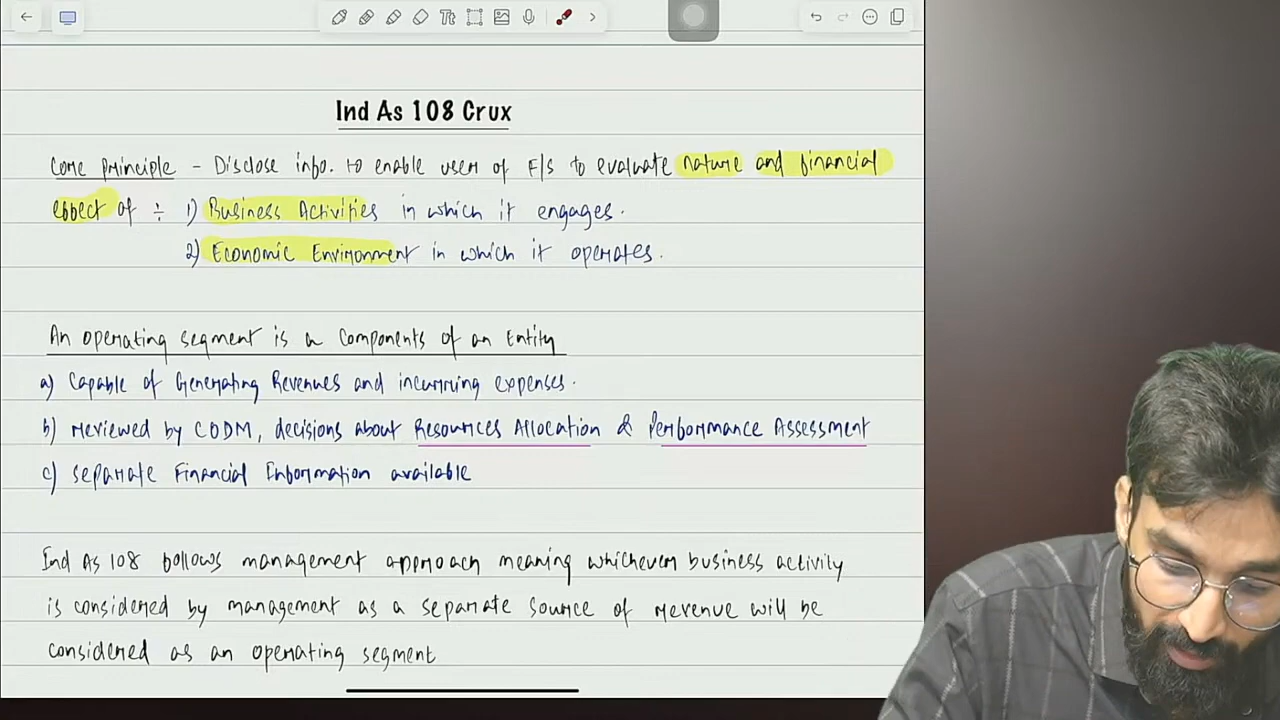 Ind As 108 Crux
Core Principle - Disclose info. to enable users of F/S to evaluate nature and financial
effect of ÷ 1) Business Activities in which it engages.
2) Economic Environment in which it operates.
An operating segment is a Components of an Entity
a) Capable of Generating Revenues and incurring expenses.
b) reviewed by CODM, decisions about Resources Allocation & Performance Assessment
c) separate Financial Information available
Ind As 108 follows management approach meaning whichever business activity
is considered by management as a separate source of revenue will be
considered as an operating segment